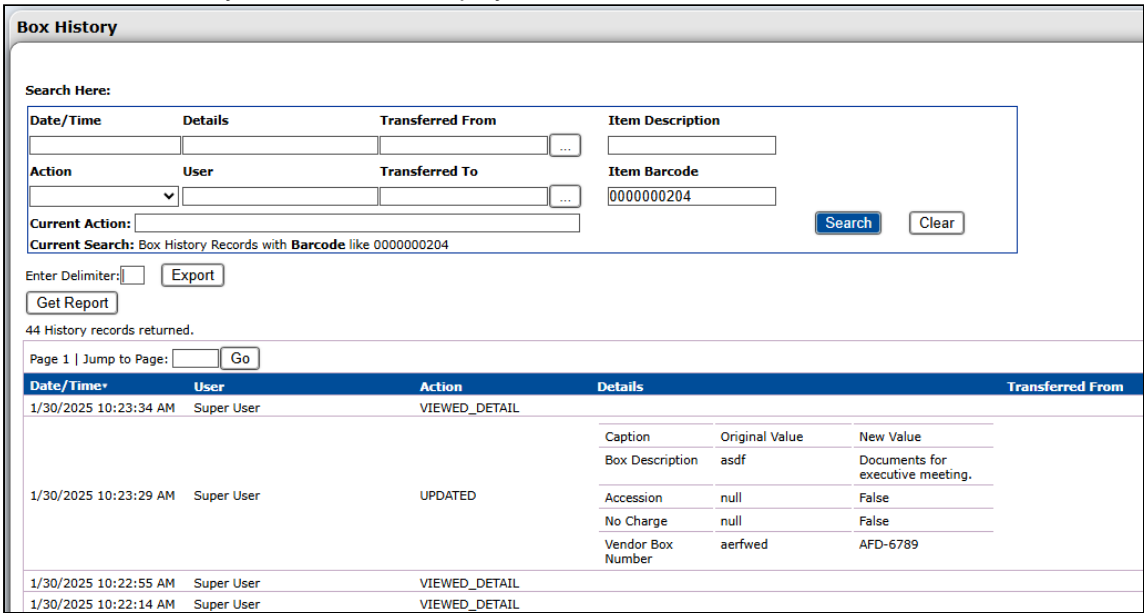 Box History
Search Here:
Date/Time Details Transferred From Item Description
...
Action User Transferred To Item Barcode
... 0000000204
Current Action: Search Clear
Current Search: Box History Records with Barcode like 0000000204
Enter Delimiter: Export
Get Report
44 History records returned.
Page 1 | Jump to Page: Go
Date/Time User Action Details Transferred From
1/30/2025 10:23:34 AM Super User VIEWED_DETAIL
Caption Original Value New Value
Box Description asdf Documents for
executive meeting.
1/30/2025 10:23:29 AM Super User UPDATED
Accession null False
No Charge null False
Vendor Box aerfwed AFD-6789
Number
1/30/2025 10:22:55 AM Super User VIEWED_DETAIL
1/30/2025 10:22:14 AM Super User VIEWED_DETAIL